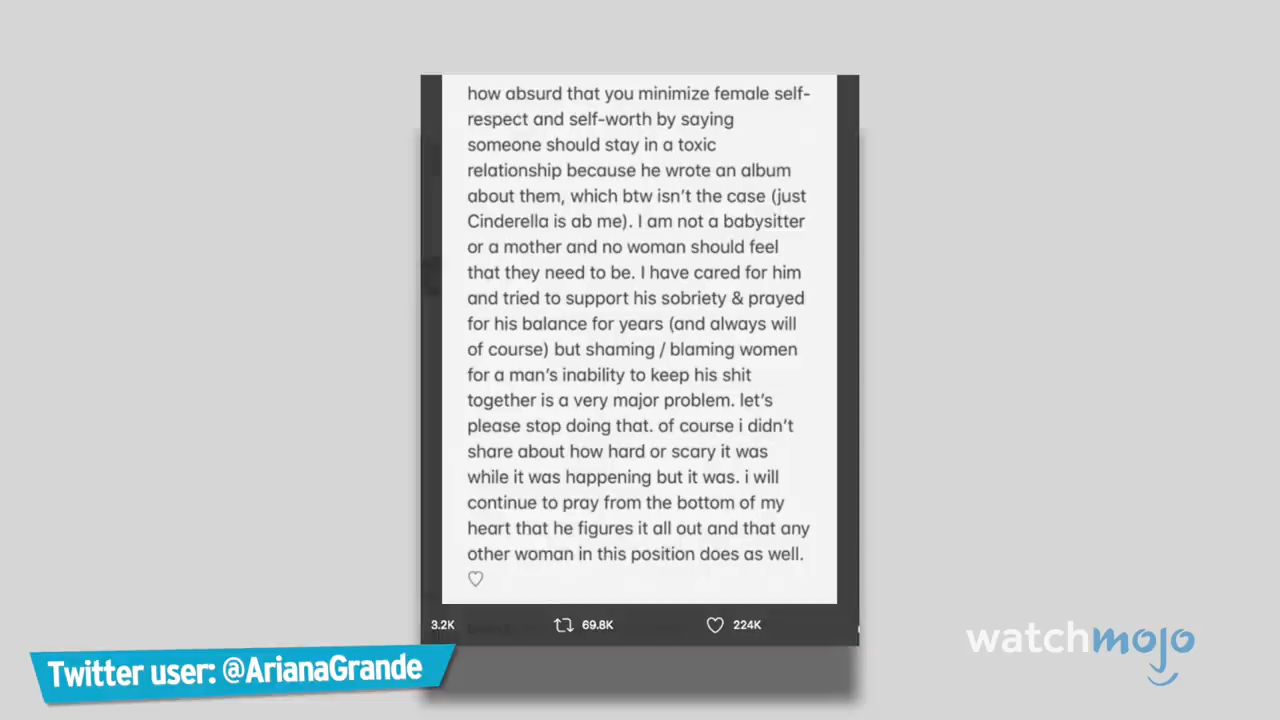 how absurd that you minimize female self-
respect and self-worth by saying
someone should stay in a toxic
relationship because he wrote an album
about them, which btw isn't the case (just
Cinderella is ab me). I am not a babysitter
or a mother and no woman should feel
that they need to be. I have cared for him
and tried to support his sobriety & prayed
for his balance for years (and always will
of course) but shaming / blaming women
for a man's inability to keep his shit
together is a very major problem. let's
please stop doing that. of course i didn't
share about how hard or scary it was
while it was happening but it was. i will
continue to pray from the bottom of my
heart that he figures it all out and that any
other woman in this position does as well.
♡
3.2K 69.8K 224K
Twitter user: @ArianaGrande
watchmojo